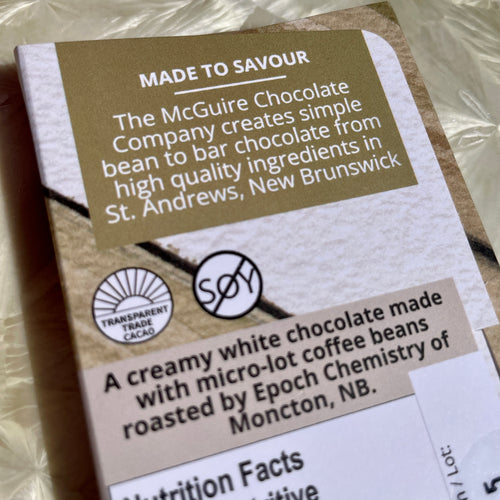 MADE TO SAVOUR
The McGuire Chocolate
Company creates simple
bean to bar chocolate from
high quality ingredients in
St. Andrews, New Brunswick
TRANSPARENT
TRADE
CACAO
SOY
A creamy white chocolate made
with micro-lot coffee beans
roasted by Epoch Chemistry of
Moncton, NB.
Nutrition Facts
/ Lot: